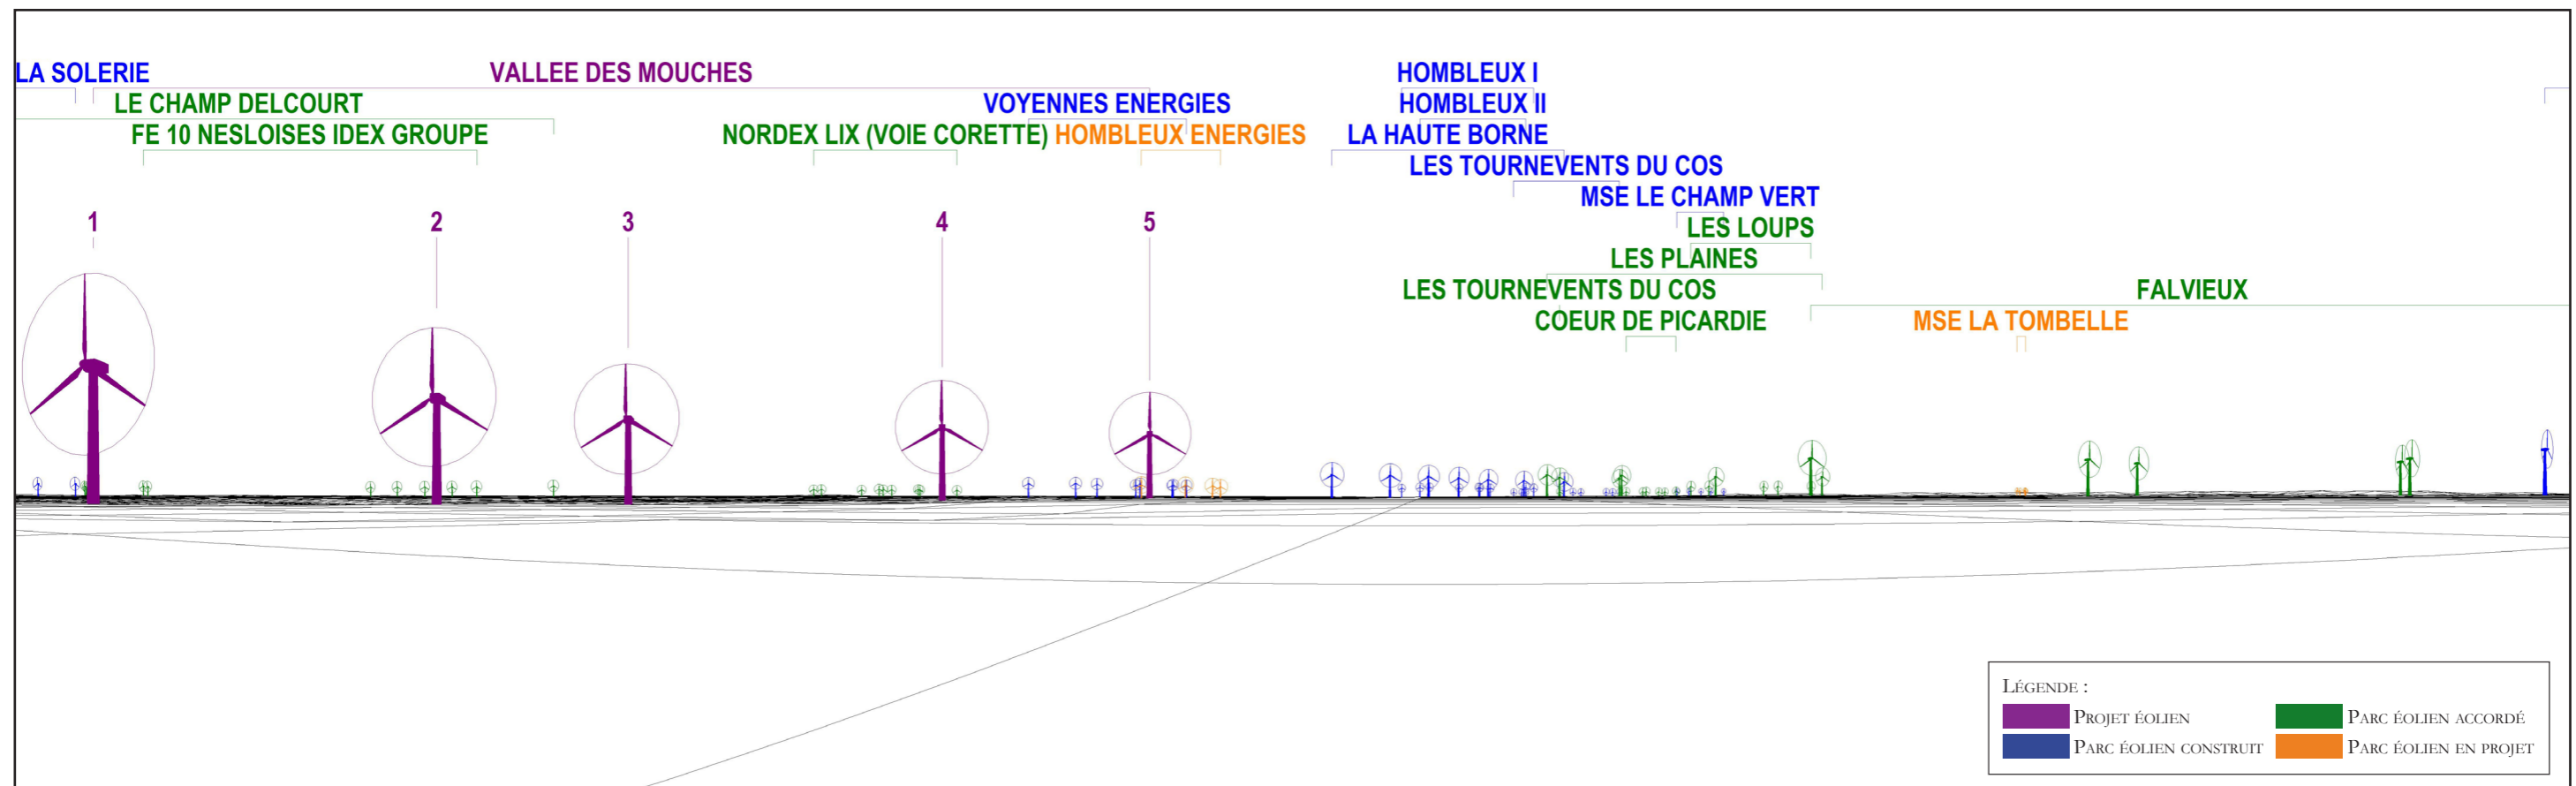 LA SOLERIE
VALLEE DES MOUCHES
HOMBLEUX I
LE CHAMP DELCOURT
VOYENNES ENERGIES
HOMBLEUX II
FE 10 NESLOISES IDEX GROUPE
NORDEX LIX (VOIE CORETTE)
HOMBLEUX ENERGIES
LA HAUTE BORNE
LES TOURNEVENTS DU COS
MSE LE CHAMP VERT
1
2
3
4
5
LES LOUPS
LES PLAINES
LES TOURNEVENTS DU COS
FALVIEUX
COEUR DE PICARDIE
MSE LA TOMBELLE
LÉGENDE :
PROJET ÉOLIEN
PARC ÉOLIEN ACCORDÉ
PARC ÉOLIEN CONSTRUIT
PARC ÉOLIEN EN PROJET